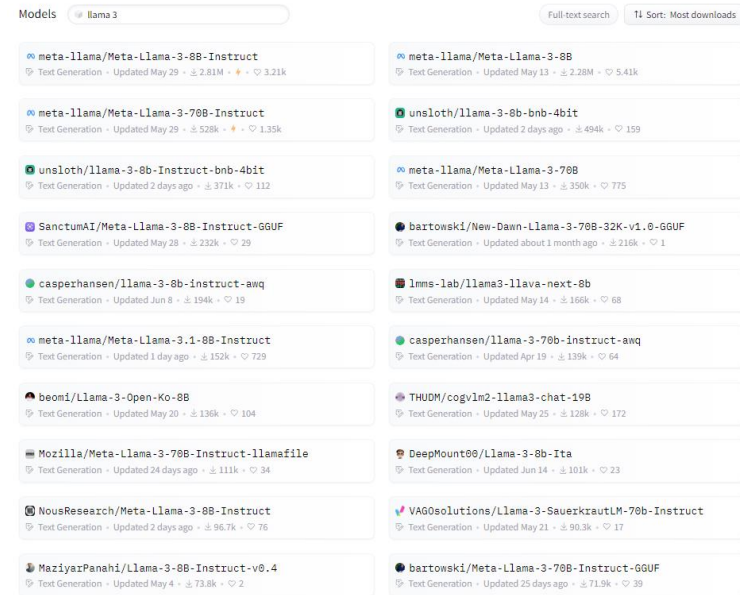 Models llama 3 Full-text search Sort: Most downloads
meta-llama/Meta-Llama-3-8B-Instruct
Text Generation • Updated May 29 • 2.81M • 3.21k
meta-llama/Meta-Llama-3-8B
Text Generation • Updated May 13 • 2.28M • 5.41k
meta-llama/Meta-Llama-3-70B-Instruct
Text Generation • Updated May 29 • 528k • 1.35k
unsloth/llama-3-8b-bnb-4bit
Text Generation • Updated 2 days ago • 494k • 159
unsloth/llama-3-8b-Instruct-bnb-4bit
Text Generation • Updated 2 days ago • 371k • 112
meta-llama/Meta-Llama-3-70B
Text Generation • Updated May 13 • 350k • 775
SanctumAI/Meta-Llama-3-8B-Instruct-GGUF
Text Generation • Updated May 28 • 232k • 29
bartowski/New-Dawn-Llama-3-70B-32K-v1.0-GGUF
Text Generation • Updated about 1 month ago • 216k • 1
casperhansen/llama-3-8b-instruct-awq
Text Generation • Updated Jun 8 • 194k • 19
lmms-lab/llama3-llava-next-8b
Text Generation • Updated May 14 • 166k • 68
meta-llama/Meta-Llama-3.1-8B-Instruct
Text Generation • Updated 1 day ago • 152k • 729
casperhansen/llama-3-70b-instruct-awq
Text Generation • Updated Apr 19 • 139k • 64
beomi/Llama-3-Open-Ko-8B
Text Generation • Updated May 20 • 136k • 104
THUDM/cogvlm2-llama3-chat-19B
Text Generation • Updated May 25 • 128k • 172
Mozilla/Meta-Llama-3-70B-Instruct-llamafile
Text Generation • Updated 24 days ago • 111k • 34
DeepMount00/Llama-3-8b-Ita
Text Generation • Updated Jun 14 • 101k • 23
NousResearch/Meta-Llama-3-8B-Instruct
Text Generation • Updated 2 days ago • 96.7k • 76
VAGOsolutions/Llama-3-SauerkrautLM-70b-Instruct
Text Generation • Updated May 21 • 90.3k • 17
MaziyarPanahi/Llama-3-8B-Instruct-v0.4
Text Generation • Updated May 4 • 73.8k • 2
bartowski/Meta-Llama-3-70B-Instruct-GGUF
Text Generation • Updated 25 days ago • 71.9k • 39